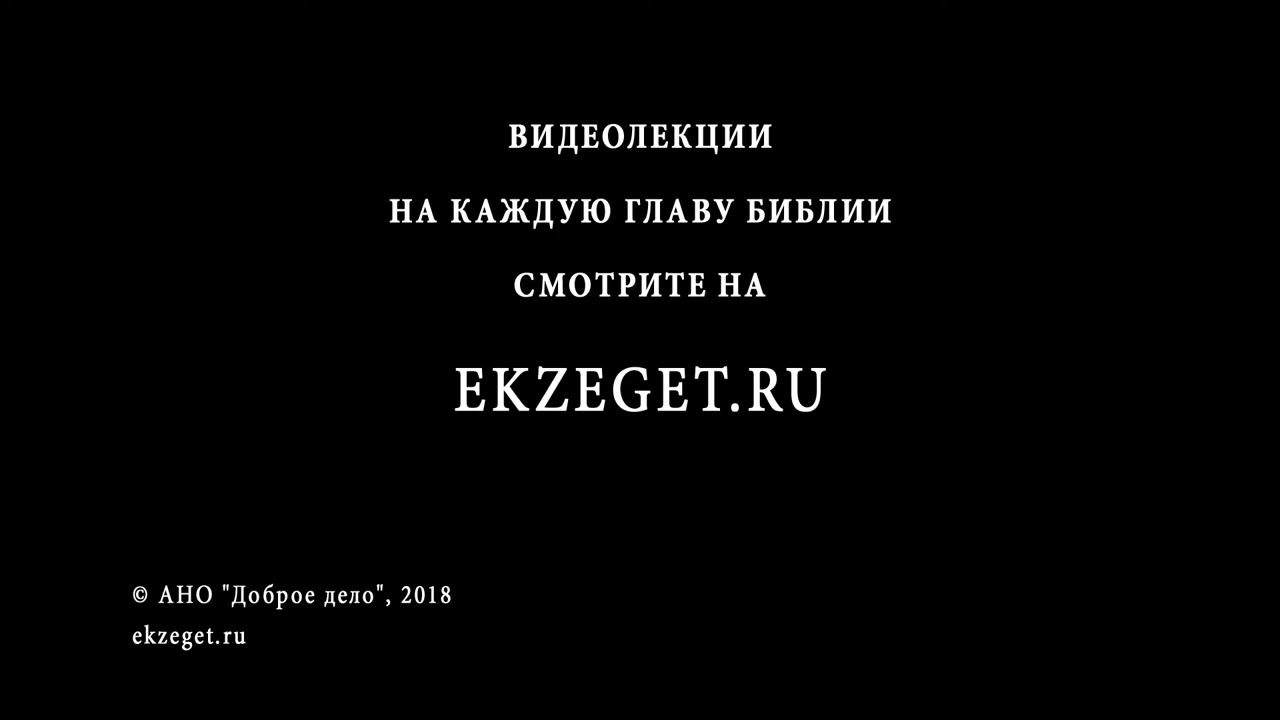 ВИДЕОЛЕКЦИИ
НА КАЖДУЮ ГЛАВУ БИБЛИИ
СМОТРИТЕ НА
EKZEGET.RU
© АНО "Доброе дело", 2018
ekzeget.ru